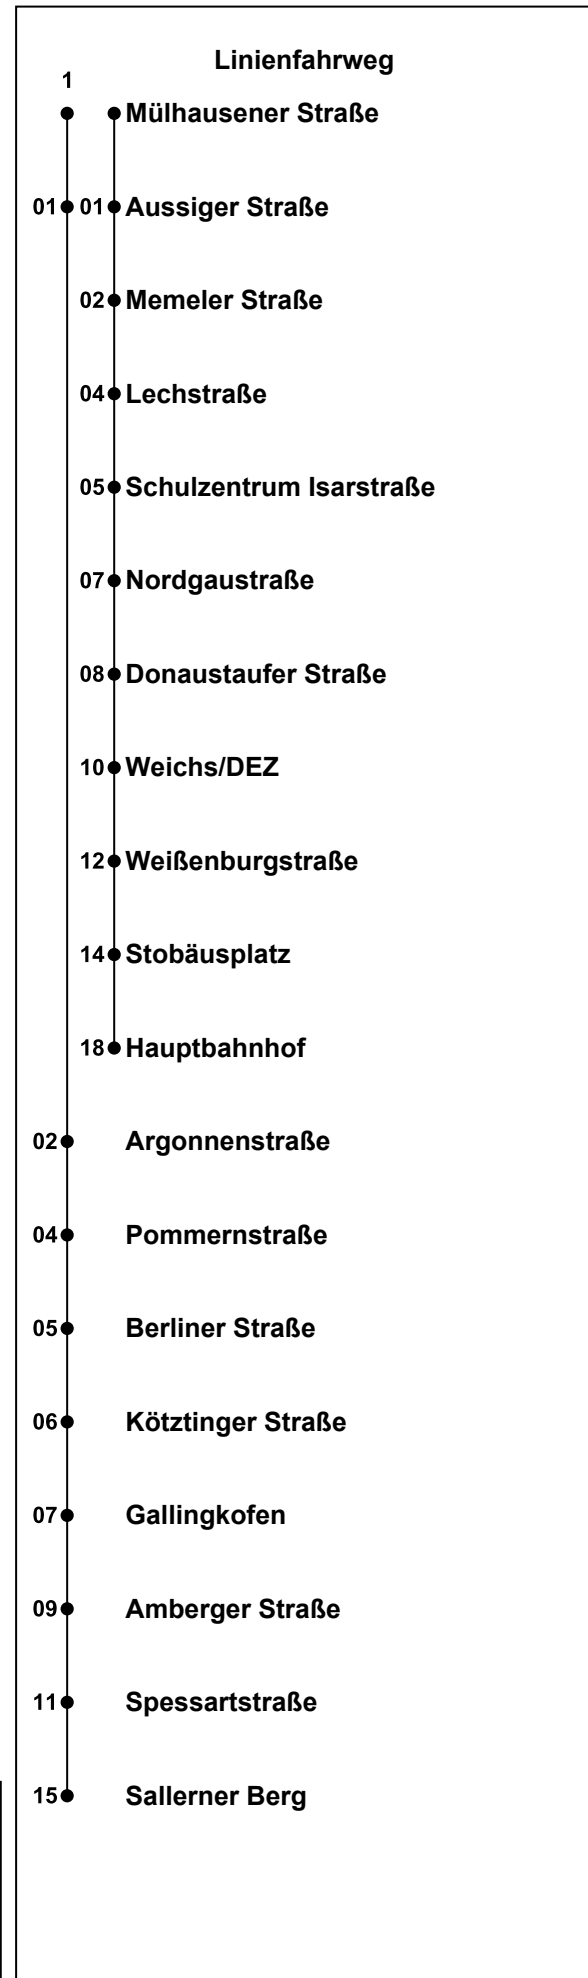 Linienfahrweg
1
Mülhausener Straße
01 01 Aussiger Straße
02 Memeler Straße
04 Lechstraße
05 Schulzentrum Isarstraße
07 Nordgaustraße
08 Donaustaufer Straße
10 Weichs/DEZ
12 Weißenburgstraße
14 Stobäusplatz
18 Hauptbahnhof
02 Argonnenstraße
04 Pommernstraße
05 Berliner Straße
06 Kötztinger Straße
07 Gallingkofen
09 Amberger Straße
11 Spessartstraße
15 Sallerner Berg